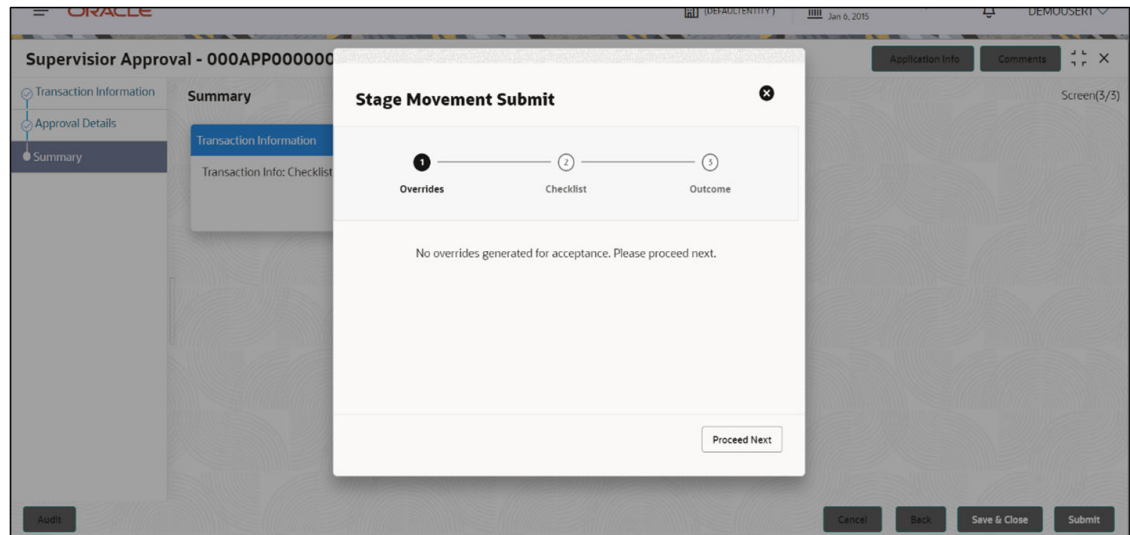 ORACLE
(DEFAULTENTITY)
Jan 6, 2015
DEMOUSER1
Supervisior Approval - 000APP000000
Application Info
Comments
Transaction Information
Approval Details
Summary
Summary
Screen(3/3)
Transaction Information
Transaction Info: Checklist
Stage Movement Submit
1
2
3
Overrides
Checklist
Outcome
No overrides generated for acceptance. Please proceed next.
Proceed Next
Audit
Cancel
Back
Save & Close
Submit